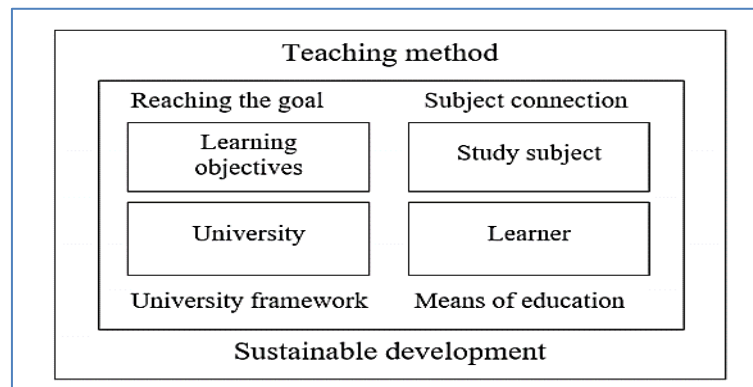 Teaching method
Reaching the goal
Subject connection
Learning
objectives
Study subject
University
Learner
University framework
Means of education
Sustainable development